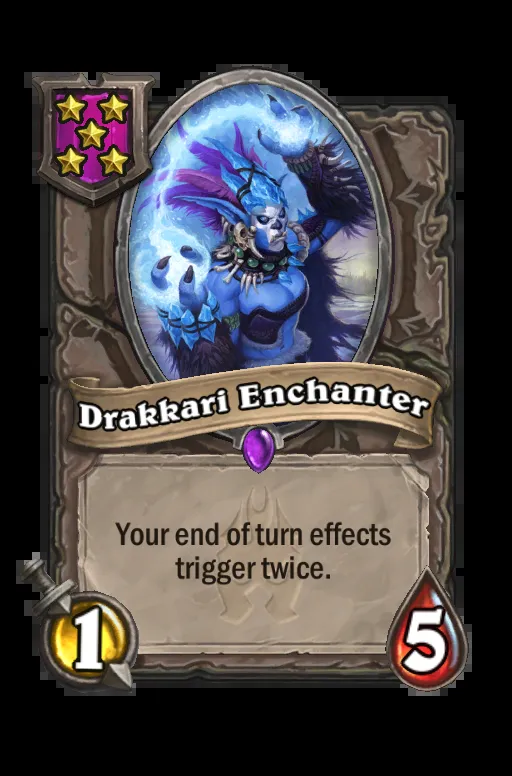 Drakkari Enchanter
Your end of turn effects
trigger twice.
1
5